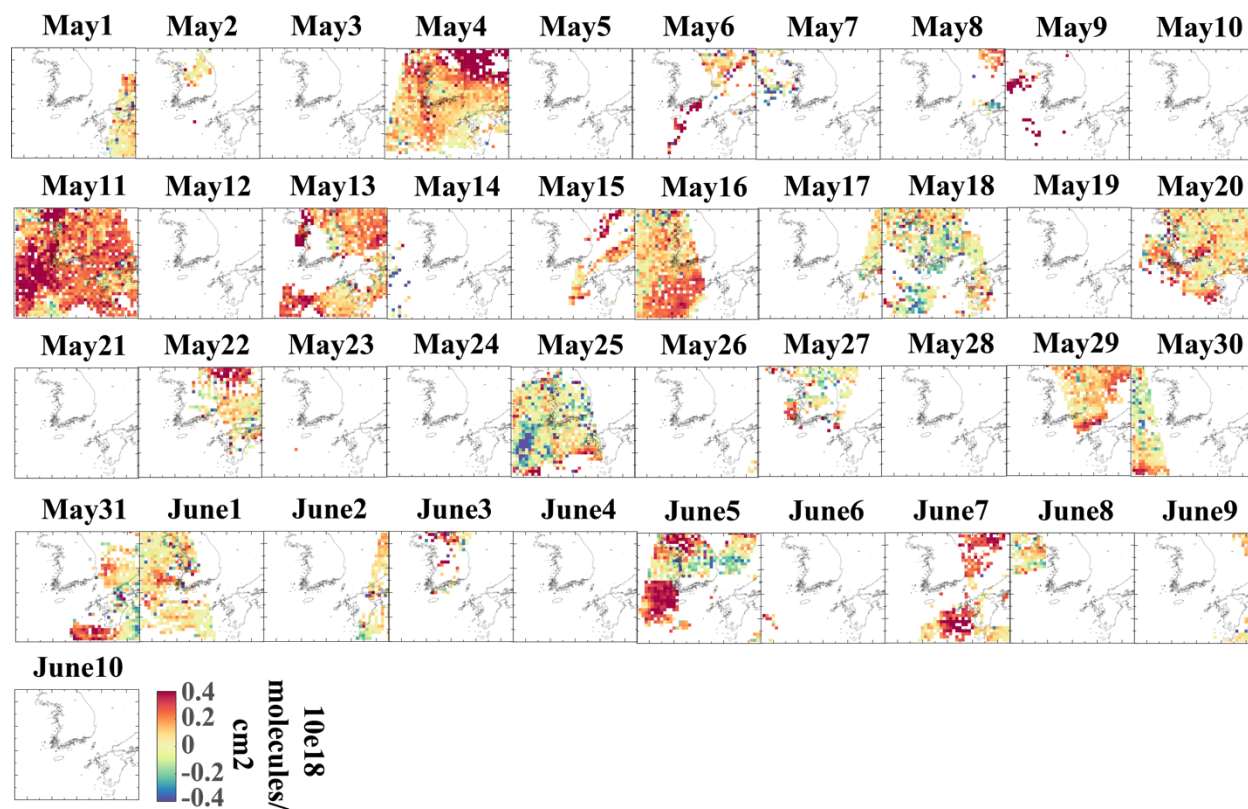 May1 May2 May3 May4 May5 May6 May7 May8 May9 May10
May11 May12 May13 May14 May15 May16 May17 May18 May19 May20
May21 May22 May23 May24 May25 May26 May27 May28 May29 May30
May31 June1 June2 June3 June4 June5 June6 June7 June8 June9
June10
0.4
0.2
0
-0.2
-0.4
10e18
molecules/
cm2